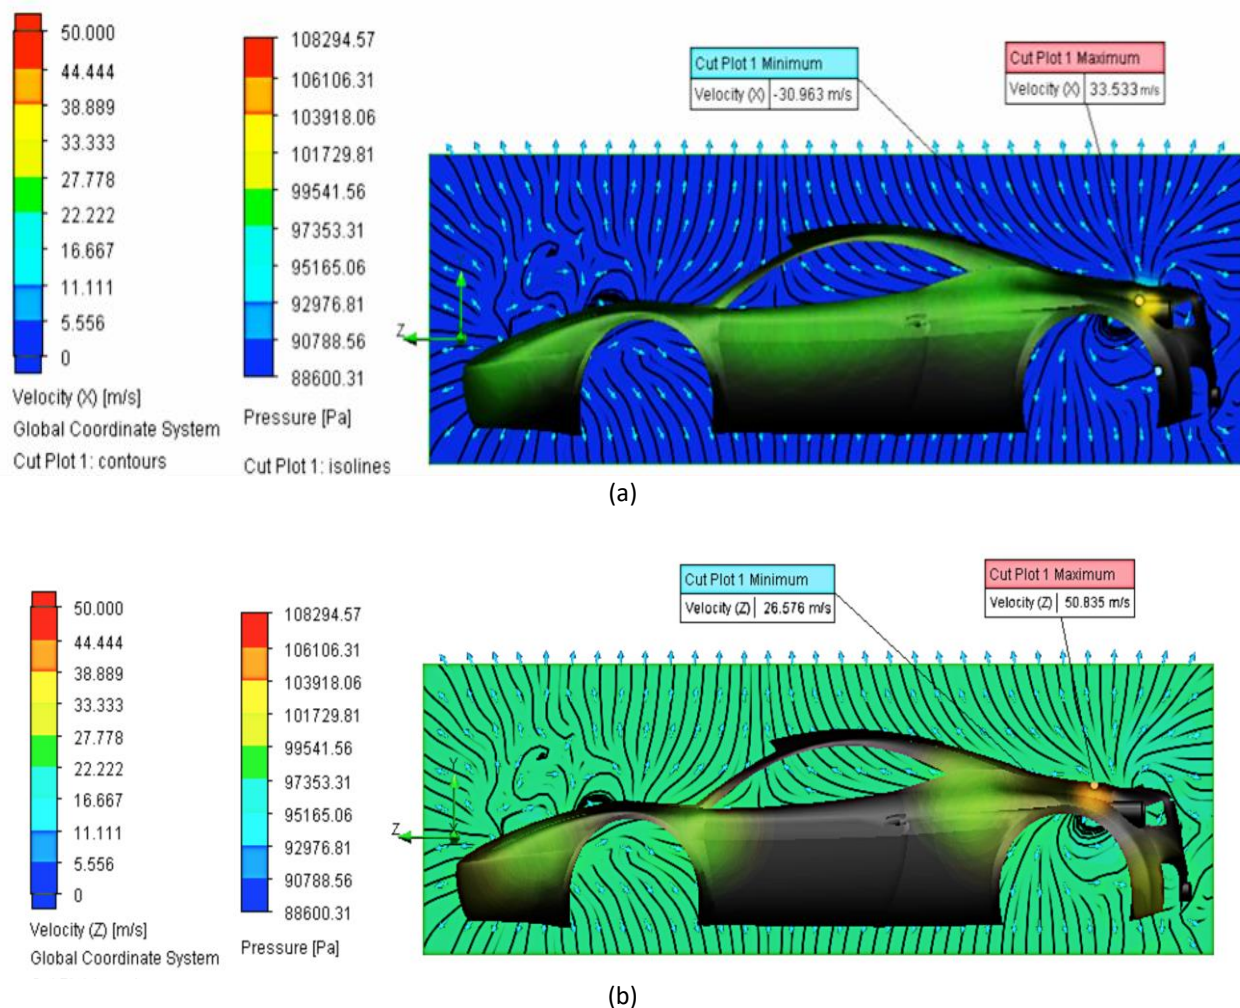 50.000
44.444
38.889
33.333
27.778
22.222
16.667
11.111
5.556
0
Velocity (X) [m/s]
Global Coordinate System
Cut Plot 1: contours
108294.57
106106.31
103918.06
101729.81
99541.56
97353.31
95165.06
92976.81
90788.56
88600.31
Pressure [Pa]
Cut Plot 1: isolines
Cut Plot 1 Minimum
Velocity (X) -30.963 m/s
Cut Plot 1 Maximum
Velocity (X) 33.533 m/s
Z
(a)
50.000
44.444
38.889
33.333
27.778
22.222
16.667
11.111
5.556
0
Velocity (Z) [m/s]
Global Coordinate System
108294.57
106106.31
103918.06
101729.81
99541.56
97353.31
95165.06
92976.81
90788.56
88600.31
Pressure [Pa]
Cut Plot 1 Minimum
Velocity (Z) 26.576 m/s
Cut Plot 1 Maximum
Velocity (Z) 50.835 m/s
Y
Z
(b)